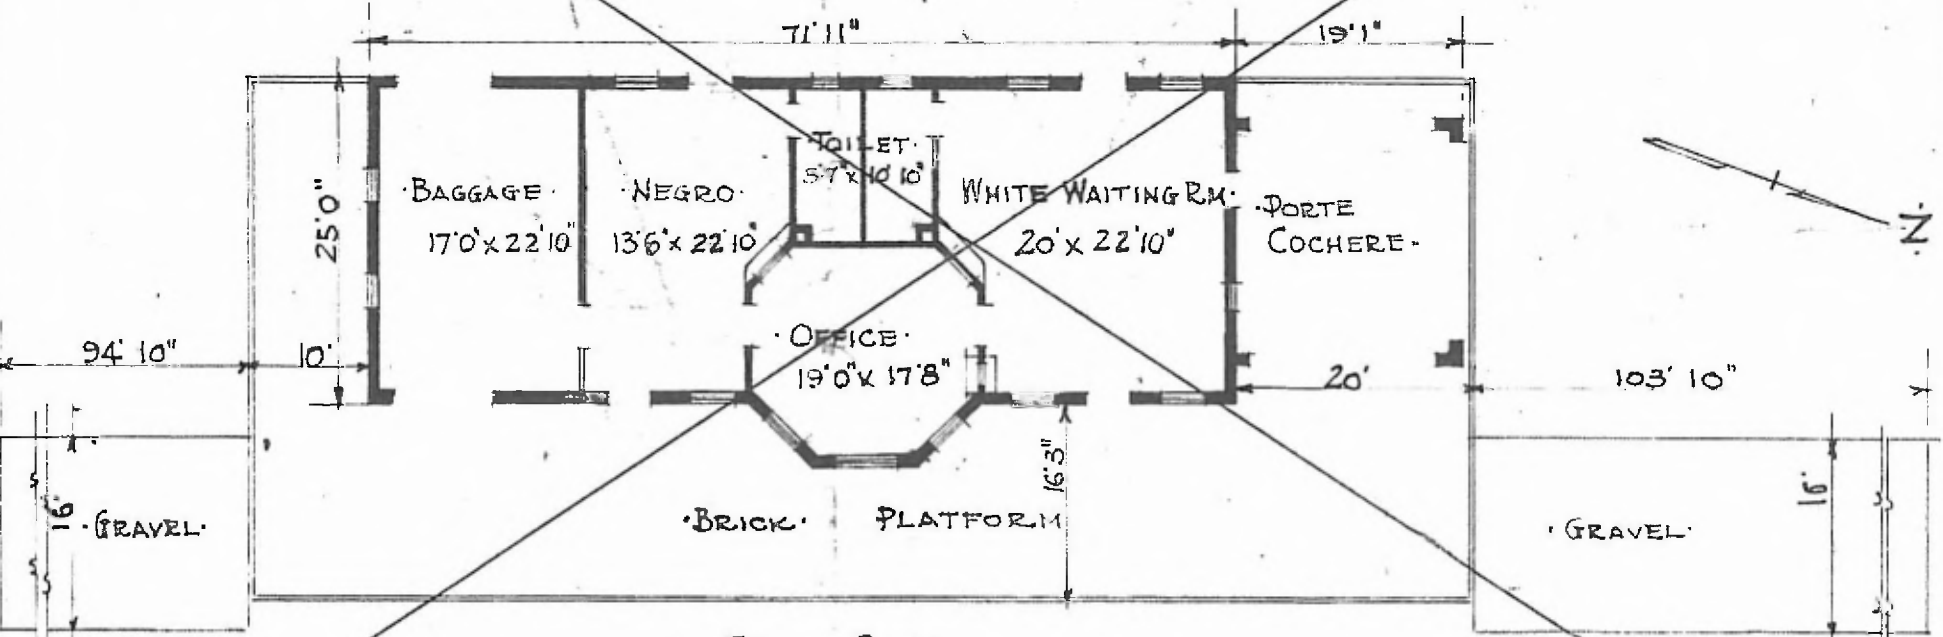 71'11"
19'1"
25'0"
·BAGGAGE·
17'0" x 22'10"
·NEGRO·
13'6" x 22'10"
·TOILET·
5'7" x 10'10"
WHITE WAITING RM·
20' x 22'10"
·PORTE
COCHERE·
N
94' 10"
10'
·OFFICE·
19'0" x 17'8"
20'
103' 10"
16'
·GRAVEL·
·BRICK· PLATFORM
16'3"
16'
·GRAVEL·